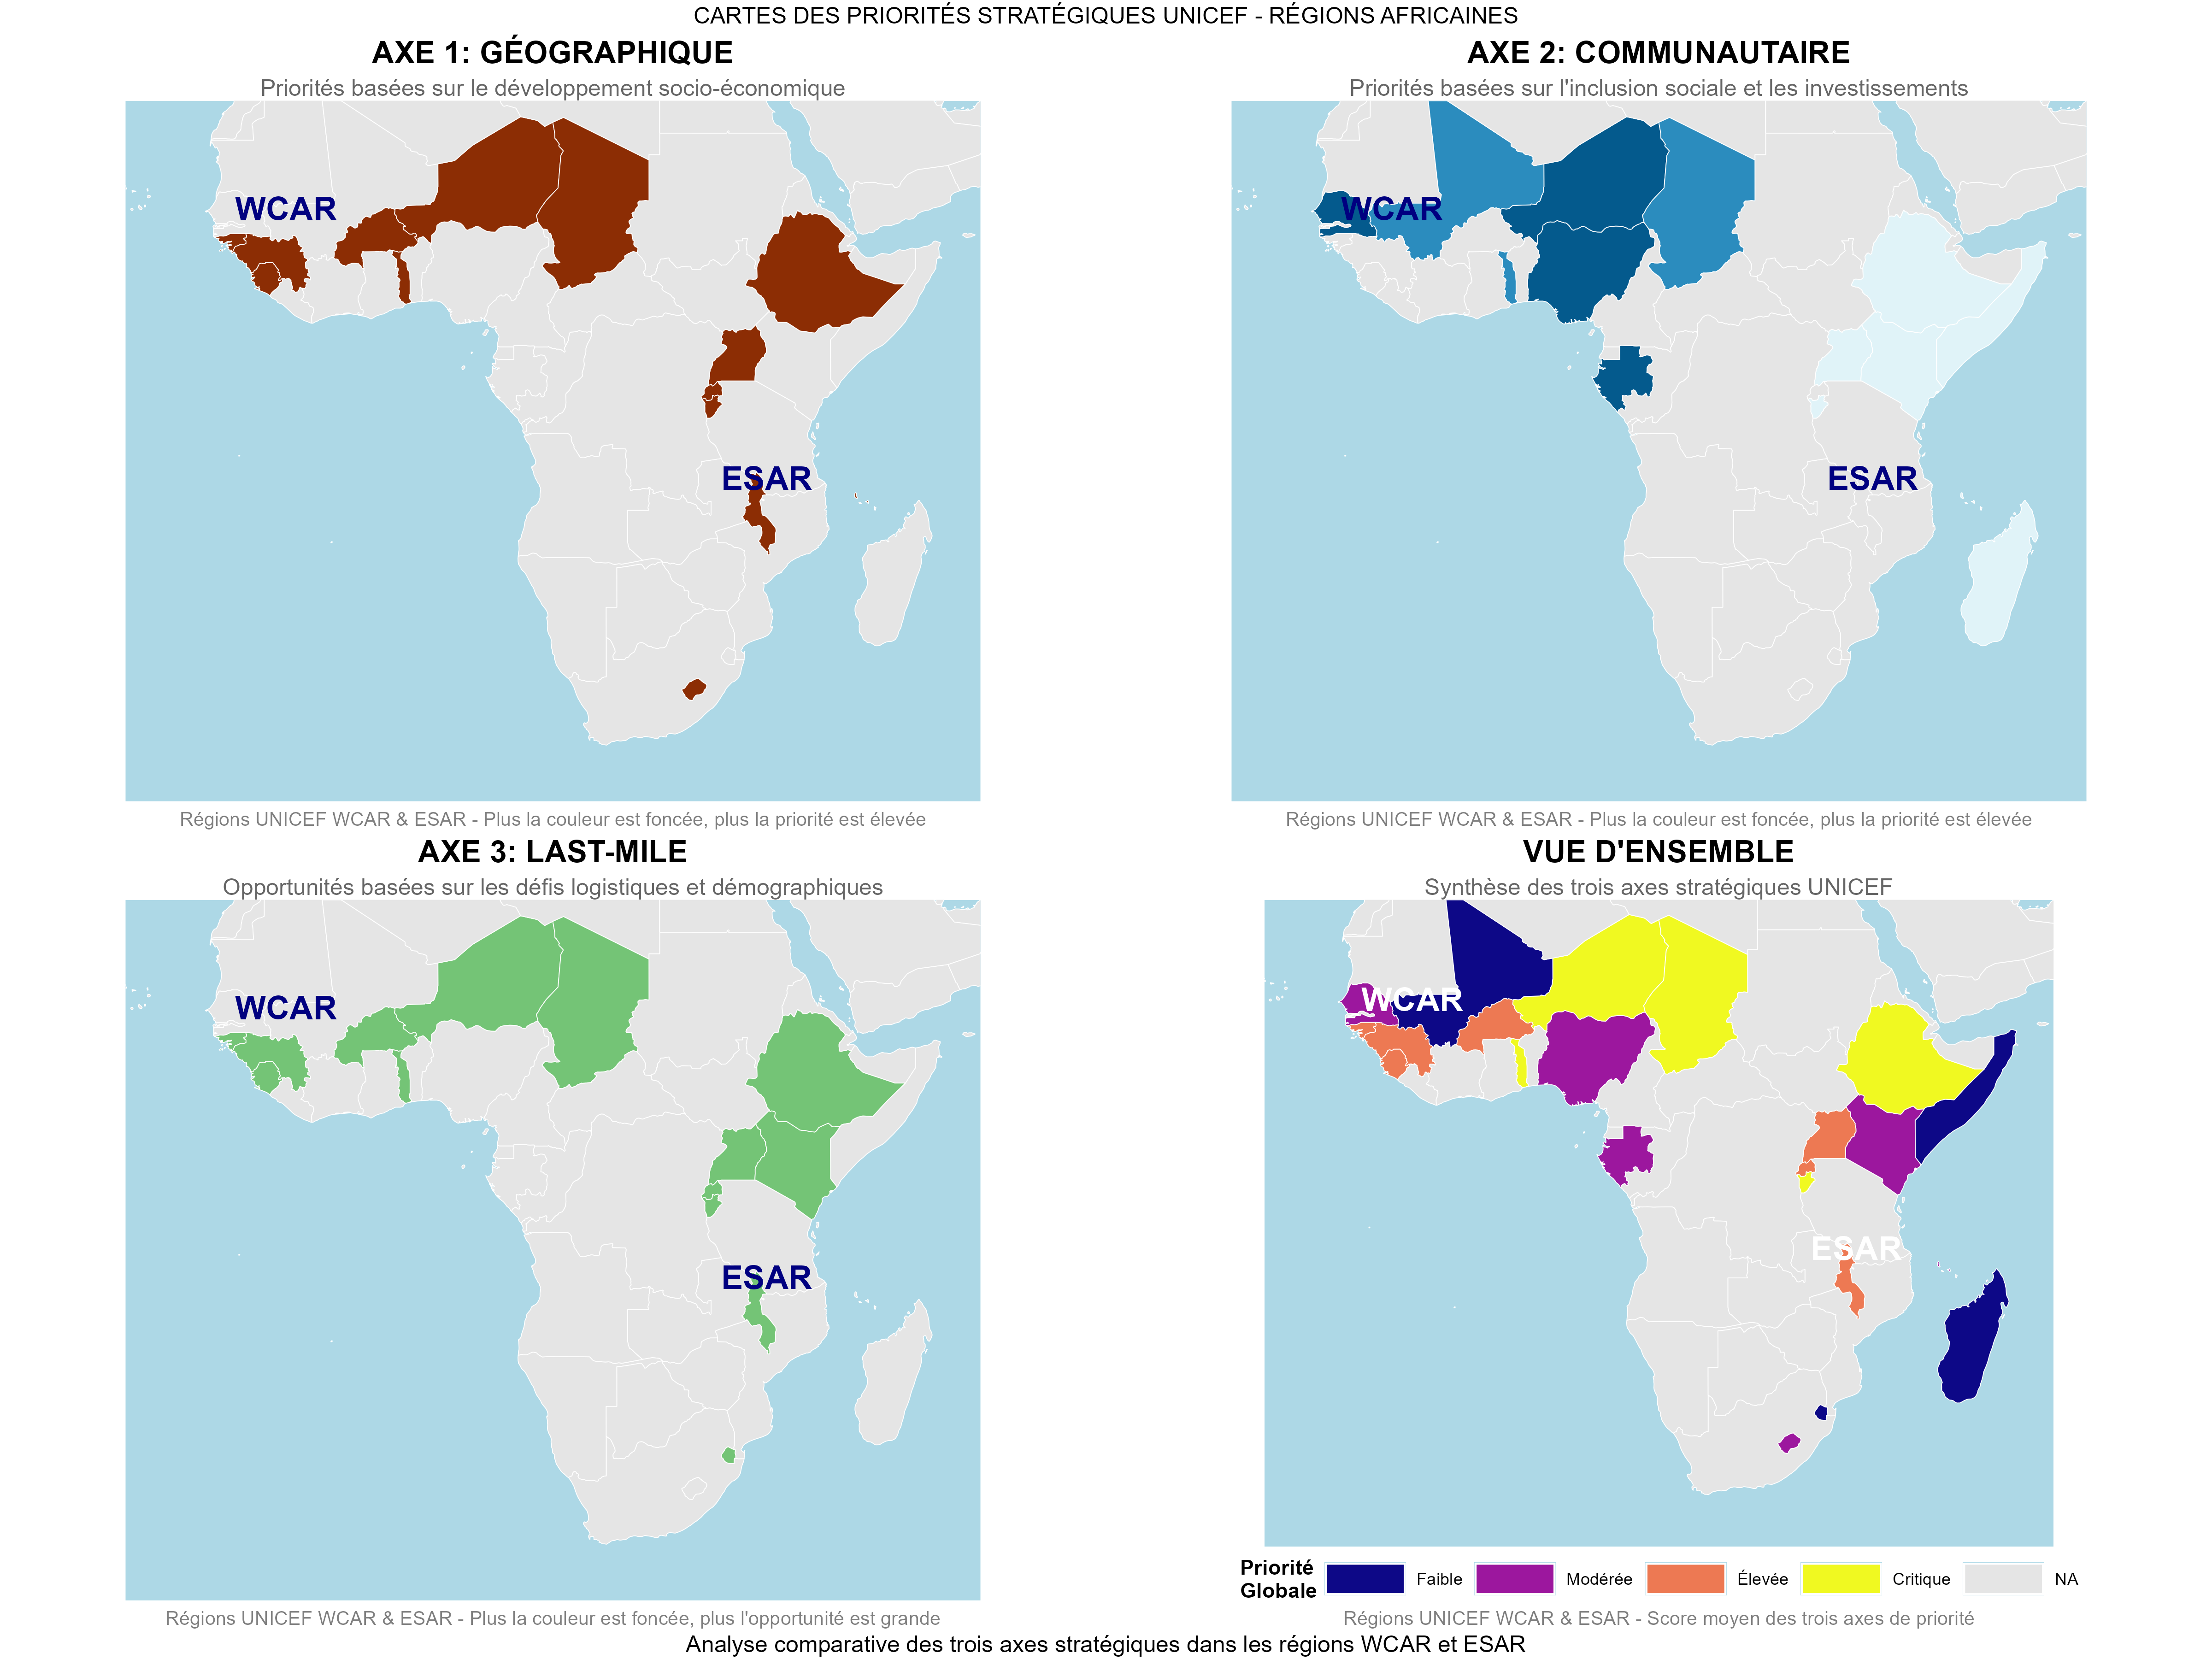 CARTES DES PRIORITÉS STRATÉGIQUES UNICEF - RÉGIONS AFRICAINES
AXE 1: GÉOGRAPHIQUE
Priorités basées sur le développement socio-économique
WCAR
ESAR
Régions UNICEF WCAR & ESAR - Plus la couleur est foncée, plus la priorité est élevée
AXE 2: COMMUNAUTAIRE
Priorités basées sur l'inclusion sociale et les investissements
WCAR
ESAR
Régions UNICEF WCAR & ESAR - Plus la couleur est foncée, plus la priorité est élevée
AXE 3: LAST-MILE
Opportunités basées sur les défis logistiques et démographiques
WCAR
ESAR
Régions UNICEF WCAR & ESAR - Plus la couleur est foncée, plus l'opportunité est grande
VUE D'ENSEMBLE
Synthèse des trois axes stratégiques UNICEF
WCAR
ESAR
Priorité
Globale
Faible
Modérée
Élevée
Critique
NA
Régions UNICEF WCAR & ESAR - Score moyen des trois axes de priorité
Analyse comparative des trois axes stratégiques dans les régions WCAR et ESAR